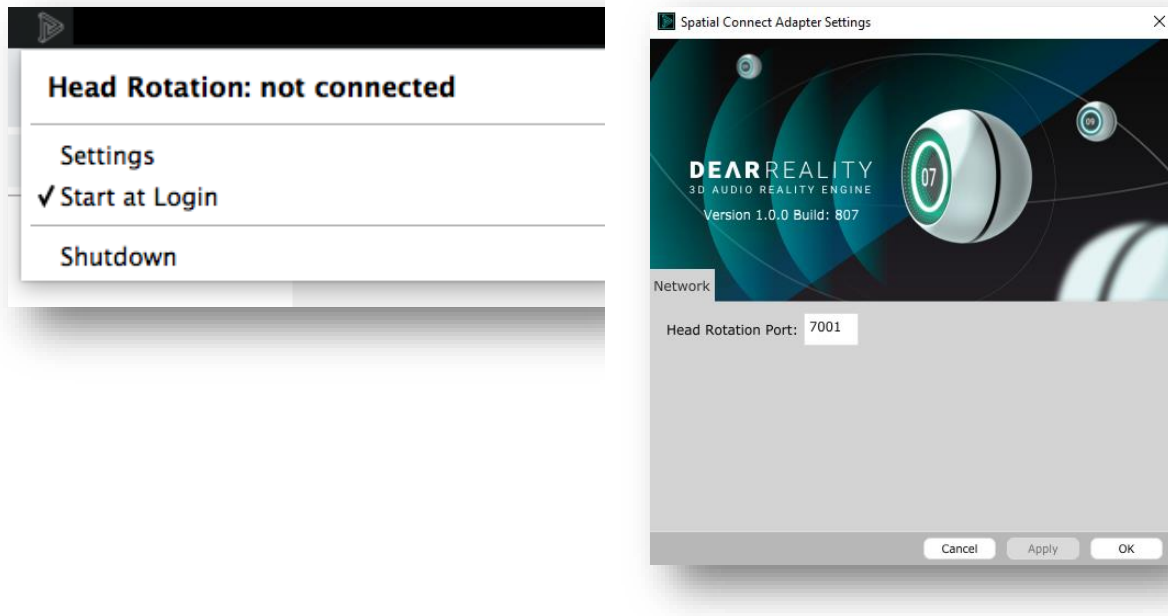 Head Rotation: not connected
Settings
✓ Start at Login
Shutdown
Spatial Connect Adapter Settings
09
07
DEARREALITY
3D AUDIO REALITY ENGINE
Version 1.0.0 Build: 807
Network
Head Rotation Port: 7001
Cancel Apply OK